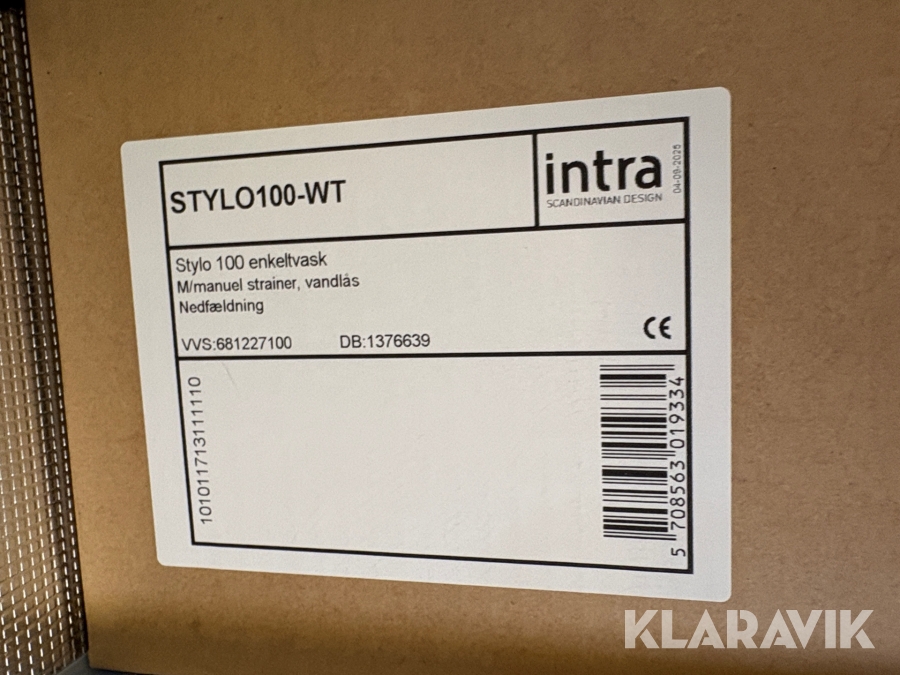 STYLO100-WT
intra
SCANDINAVIAN DESIGN
04-09-2025
Stylo 100 enkeltvask
M/manuel strainer, vandlås
Nedfældning
VVS:681227100 DB:1376639
CE
1010117131111110
5 708563 019334
KLARAVIK